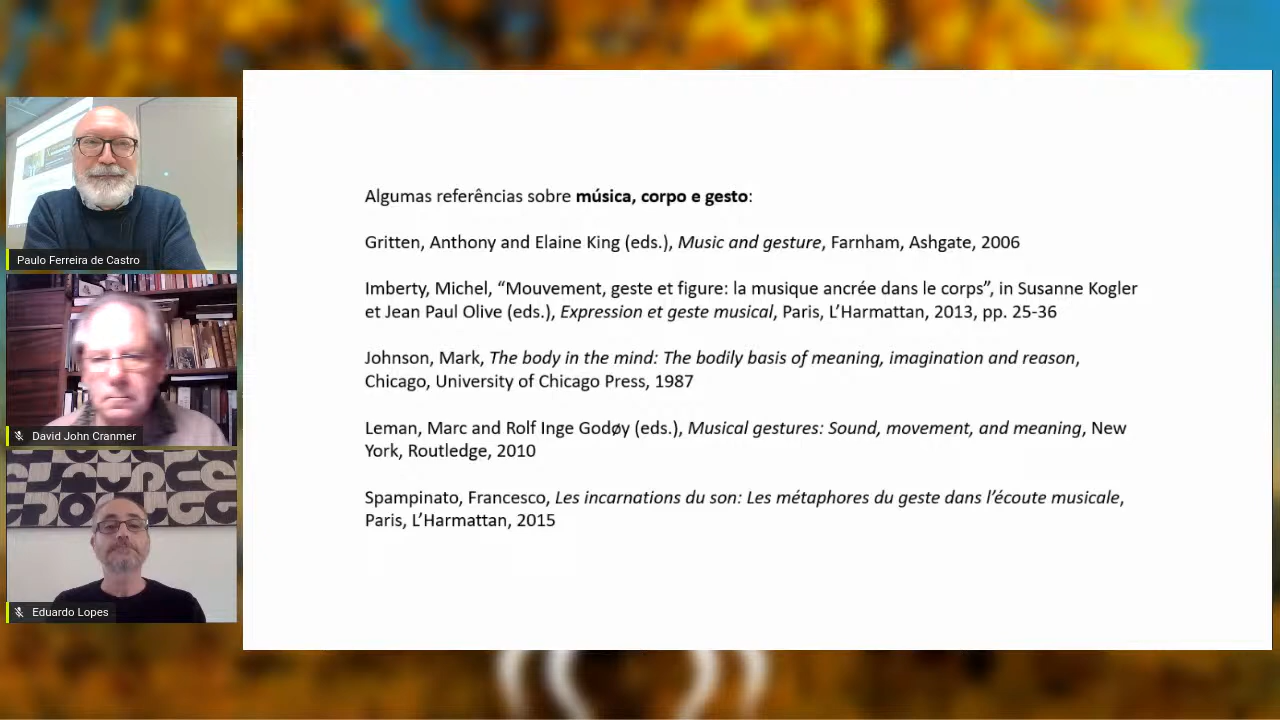 Paulo Ferreira de Castro
David John Cranmer
Eduardo Lopes
Algumas referências sobre música, corpo e gesto:
Gritten, Anthony and Elaine King (eds.), Music and gesture, Farnham, Ashgate, 2006
Imberty, Michel, “Mouvement, geste et figure: la musique ancrée dans le corps”, in Susanne Kogler
et Jean Paul Olive (eds.), Expression et geste musical, Paris, L’Harmattan, 2013, pp. 25-36
Johnson, Mark, The body in the mind: The bodily basis of meaning, imagination and reason,
Chicago, University of Chicago Press, 1987
Leman, Marc and Rolf Inge Godøy (eds.), Musical gestures: Sound, movement, and meaning, New
York, Routledge, 2010
Spampinato, Francesco, Les incarnations du son: Les métaphores du geste dans l’écoute musicale,
Paris, L’Harmattan, 2015